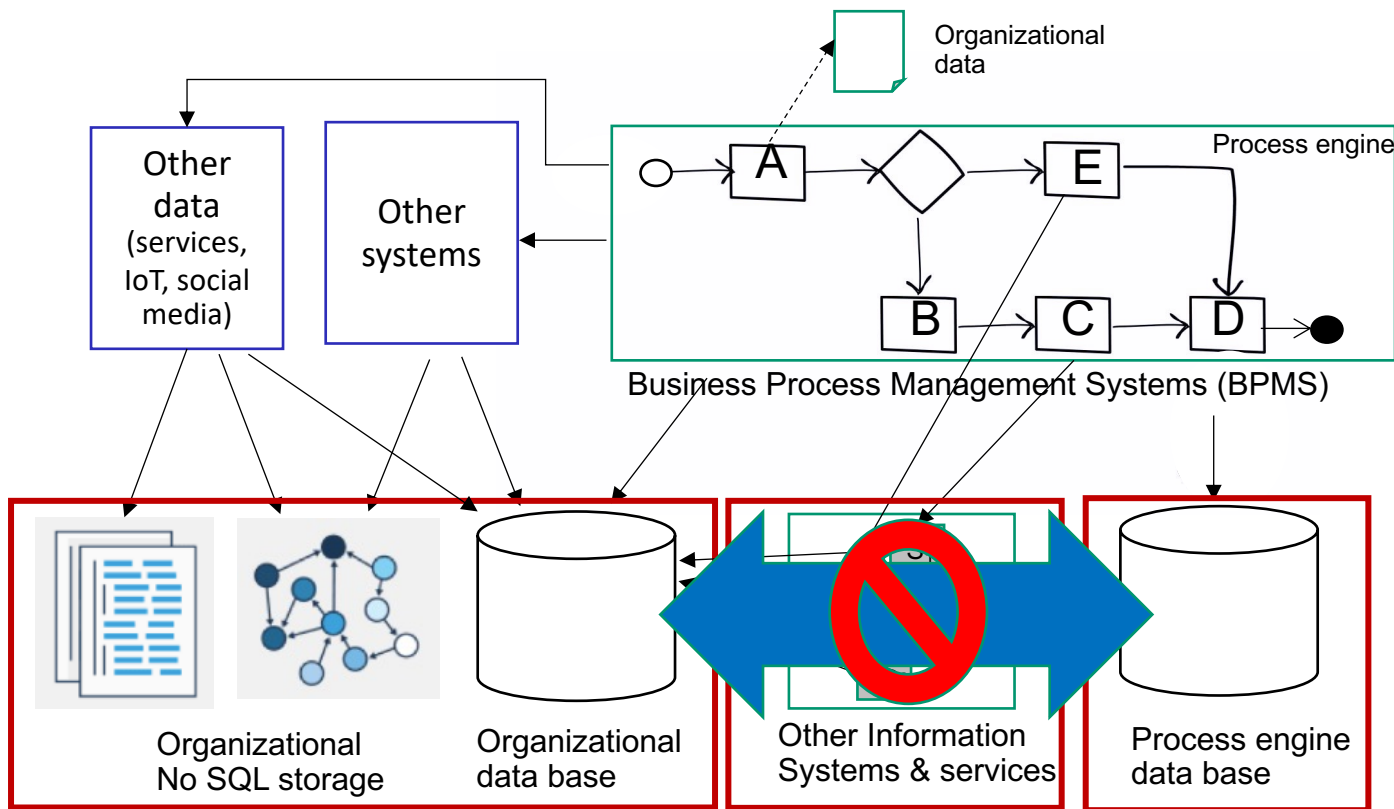 Organizational
data
Process engine
Other
data
(services,
IoT, social
media)
Other
systems
A
E
B
C
D
Business Process Management Systems (BPMS)
Organizational
No SQL storage
Organizational
data base
Other Information
Systems & services
Process engine
data base